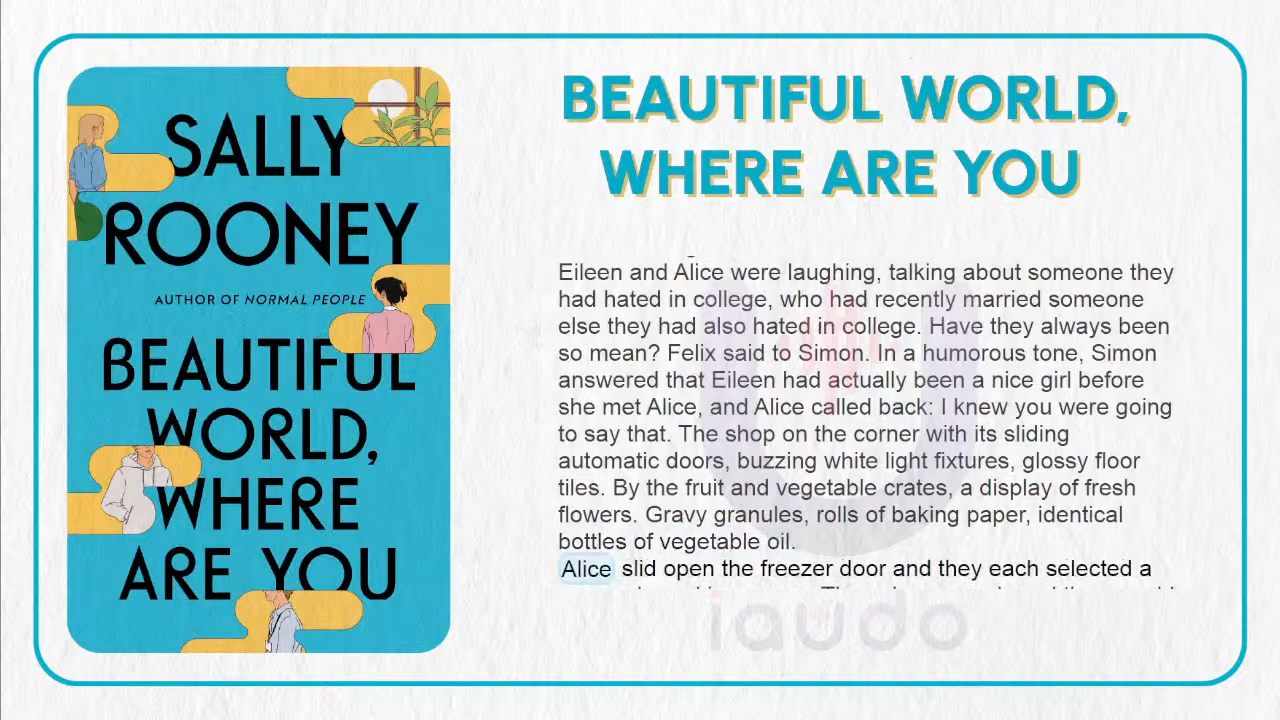 SALLY
ROONEY
AUTHOR OF NORMAL PEOPLE
BEAUTIFUL
WORLD,
WHERE
ARE YOU
BEAUTIFUL WORLD,
WHERE ARE YOU
Eileen and Alice were laughing, talking about someone they
had hated in college, who had recently married someone
else they had also hated in college. Have they always been
so mean? Felix said to Simon. In a humorous tone, Simon
answered that Eileen had actually been a nice girl before
she met Alice, and Alice called back: I knew you were going
to say that. The shop on the corner with its sliding
automatic doors, buzzing white light fixtures, glossy floor
tiles. By the fruit and vegetable crates, a display of fresh
flowers. Gravy granules, rolls of baking paper, identical
bottles of vegetable oil.
Alice slid open the freezer door and they each selected a
iaudo